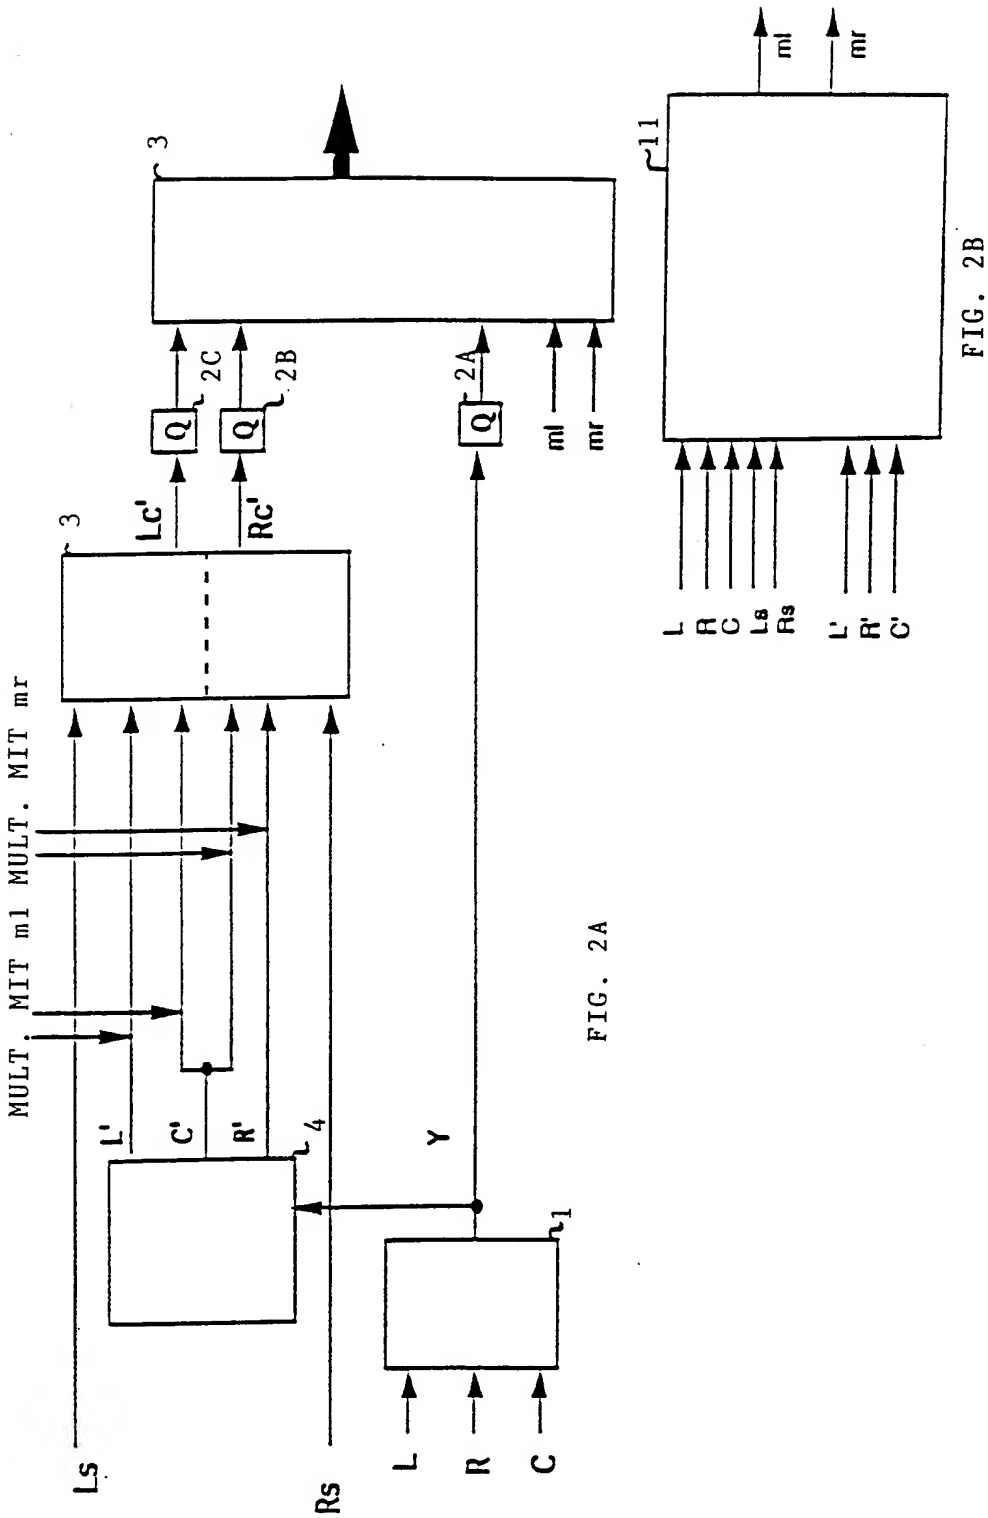 MULT. MIT ml MULT. MIT mr
Ls
Rs
L
R
C
1
Y
4
L'
C'
R'
3
Lc'
Rc'
Q
2C
Q
2B
Q
2A
ml
mr
3
FIG. 2A
L
R
C
Ls
Rs
L'
R'
C'
11
ml
mr
FIG. 2B